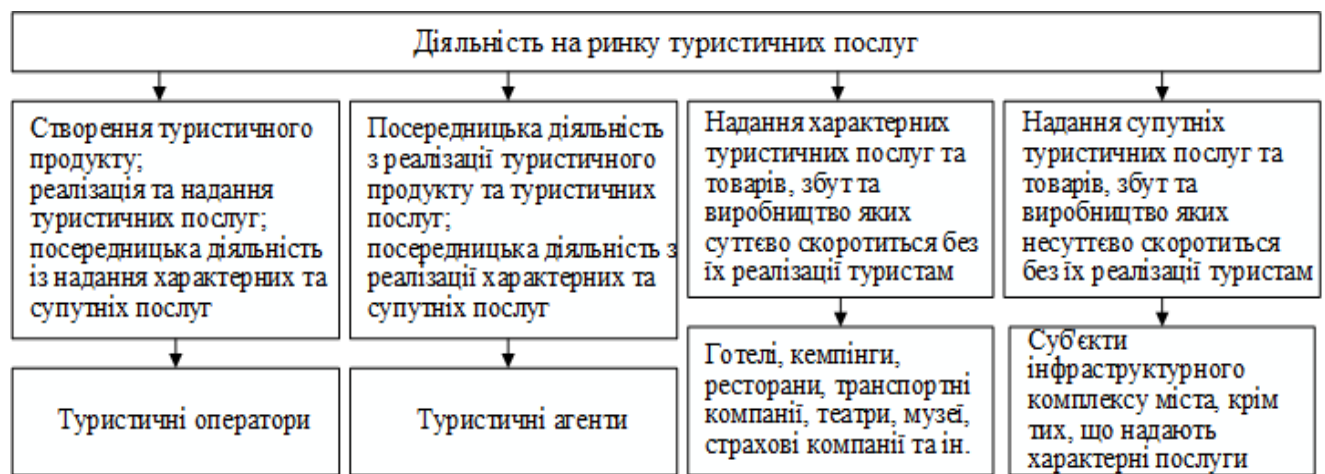 Діяльність на ринку туристичних послуг
Створення туристичного
продукту;
реалізація та надання
туристичних послуг;
посередницька діяльність
із надання характерних та
супутніх послуг
Посередницька діяльність
з реалізації туристичного
продукту та туристичних
послуг;
посередницька діяльність з
реалізації характерних та
супутніх послуг
Надання характерних
туристичних послуг та
товарів, збут та
виробництво яких
суттєво скоротиться без
їх реалізації туристам
Надання супутніх
туристичних послуг та
товарів, збут та
виробництво яких
несуттєво скоротиться
без їх реалізації туристам
Туристичні оператори
Туристичні агенти
Готелі, кемпінги,
ресторани, транспортні
компанії, театри, музеї,
страхові компанії та ін.
Суб'єкти
інфраструктурного
комплексу міста, крім
тих, що надають
характерні послуги